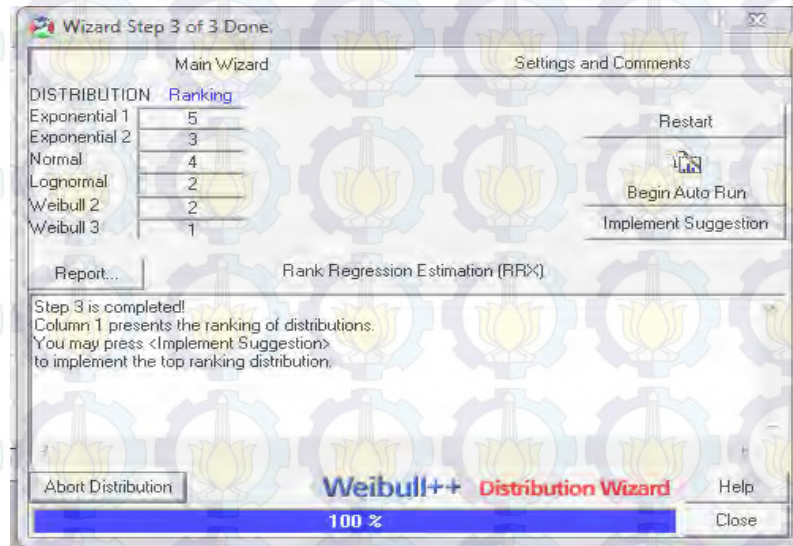 Wizard Step 3 of 3 Done.
Main Wizard
Settings and Comments
DISTRIBUTION Ranking
Exponential 1 5
Exponential 2 3
Normal 4
Lognormal 2
Weibull 2 2
Weibull 3 1
Restart
Begin Auto Run
Implement Suggestion
Report...
Rank Regression Estimation (RRX)
Step 3 is completed!
Column 1 presents the ranking of distributions.
You may press <Implement Suggestion>
to implement the top ranking distribution.
Abort Distribution
Weibull++ Distribution Wizard
Help
100 %
Close